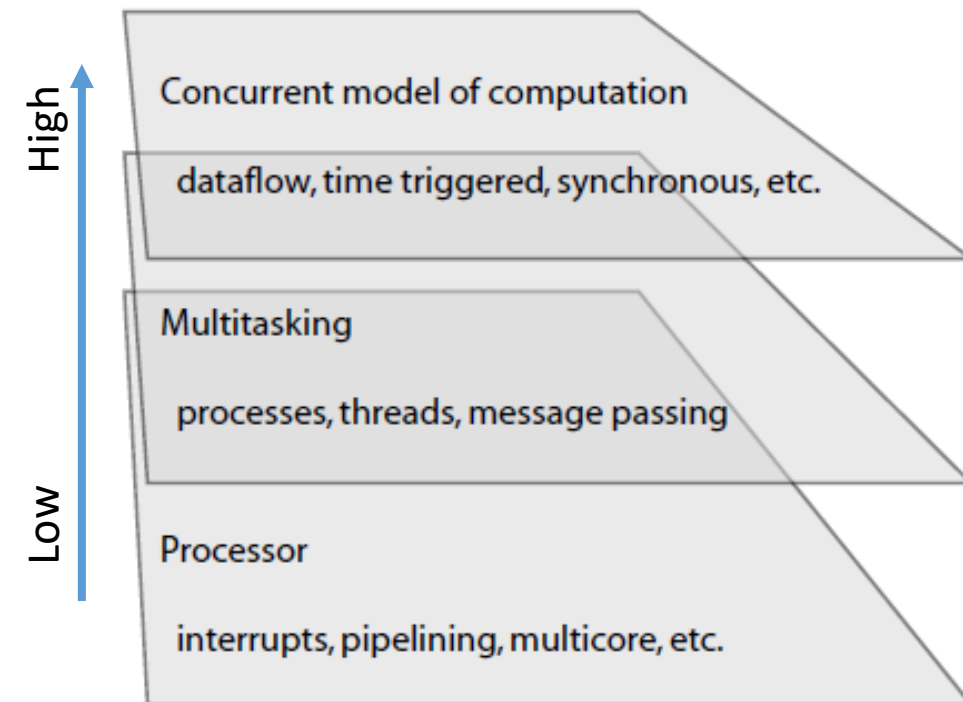 High
Concurrent model of computation
dataflow, time triggered, synchronous, etc.
Multitasking
processes, threads, message passing
Low
Processor
interrupts, pipelining, multicore, etc.